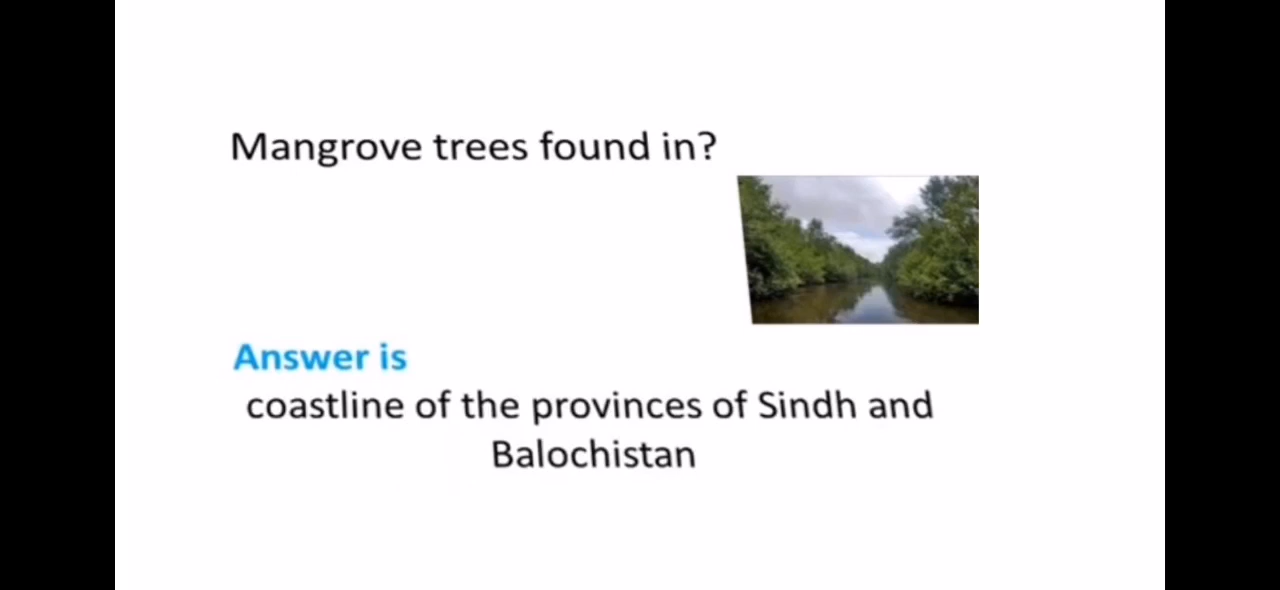 Mangrove trees found in?
Answer is
coastline of the provinces of Sindh and
Balochistan